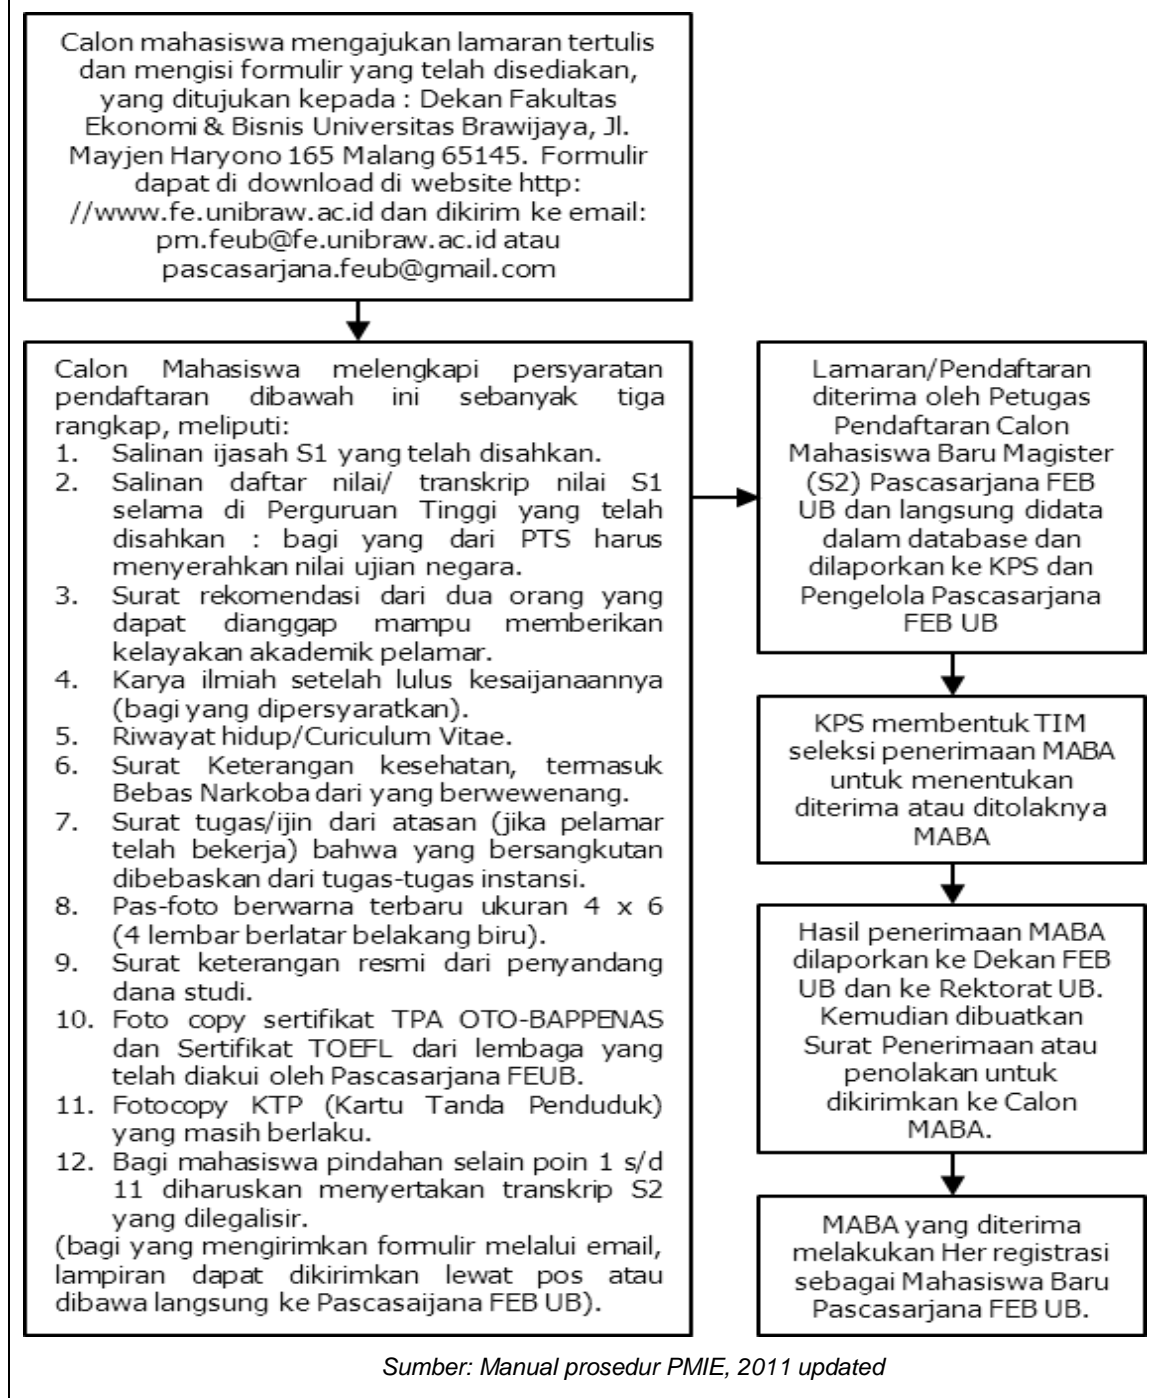 Calon mahasiswa mengajukan lamaran tertulis
dan mengisi formulir yang telah disediakan,
yang ditujukan kepada : Dekan Fakultas
Ekonomi & Bisnis Universitas Brawijaya, Jl.
Mayjen Haryono 165 Malang 65145. Formulir
dapat di download di website http:
//www.fe.unibraw.ac.id dan dikirim ke email:
pm.feub@fe.unibraw.ac.id atau
pascasarjana.feub@gmail.com
Calon Mahasiswa melengkapi persyaratan
pendaftaran dibawah ini sebanyak tiga
rangkap, meliputi:
1. Salinan ijasah S1 yang telah disahkan.
2. Salinan daftar nilai/ transkrip nilai S1
selama di Perguruan Tinggi yang telah
disahkan : bagi yang dari PTS harus
menyerahkan nilai ujian negara.
3. Surat rekomendasi dari dua orang yang
dapat dianggap mampu memberikan
kelayakan akademik pelamar.
4. Karya ilmiah setelah lulus kesaijanaannya
(bagi yang dipersyaratkan).
5. Riwayat hidup/Curiculum Vitae.
6. Surat Keterangan kesehatan, termasuk
Bebas Narkoba dari yang berwewenang.
7. Surat tugas/ijin dari atasan (jika pelamar
telah bekerja) bahwa yang bersangkutan
dibebaskan dari tugas-tugas instansi.
8. Pas-foto berwarna terbaru ukuran 4 x 6
(4 lembar berlatar belakang biru).
9. Surat keterangan resmi dari penyandang
dana studi.
10. Foto copy sertifikat TPA OTO-BAPPENAS
dan Sertifikat TOEFL dari lembaga yang
telah diakui oleh Pascasarjana FEUB.
11. Fotocopy KTP (Kartu Tanda Penduduk)
yang masih berlaku.
12. Bagi mahasiswa pindahan selain poin 1 s/d
11 diharuskan menyertakan transkrip S2
yang dilegalisir.
(bagi yang mengirimkan formulir melalui email,
lampiran dapat dikirimkan lewat pos atau
dibawa langsung ke Pascasaijana FEB UB).
Lamaran/Pendaftaran
diterima oleh Petugas
Pendaftaran Calon
Mahasiswa Baru Magister
(S2) Pascasarjana FEB
UB dan langsung didata
dalam database dan
dilaporkan ke KPS dan
Pengelola Pascasarjana
FEB UB
KPS membentuk TIM
seleksi penerimaan MABA
untuk menentukan
diterima atau ditolaknya
MABA
Hasil penerimaan MABA
dilaporkan ke Dekan FEB
UB dan ke Rektorat UB.
Kemudian dibuatkan
Surat Penerimaan atau
penolakan untuk
dikirimkan ke Calon
MABA.
MABA yang diterima
melakukan Her registrasi
sebagai Mahasiswa Baru
Pascasarjana FEB UB.
Sumber: Manual prosedur PMIE, 2011 updated